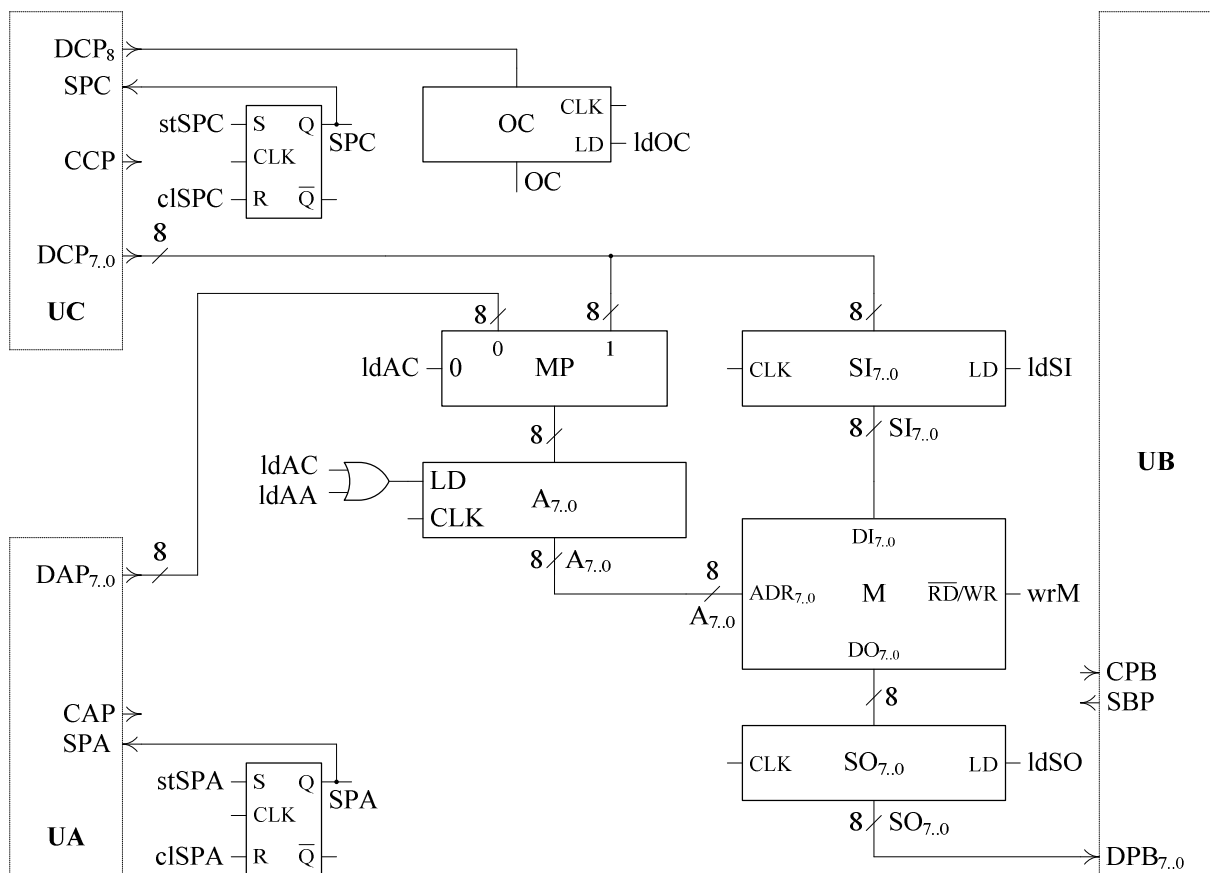 DCP₈
SPC
stSPC
S
Q
SPC
CLK
CCP
clSPC
R
Q̅
OC
CLK
LD
ldOC
OC
DCP₇..₀
8
UC
8
8
8
ldAC
0
0
1
MP
CLK
SI₇..₀
LD
ldSI
8
8
SI₇..₀
UB
ldAC
ldAA
LD
CLK
A₇..₀
8
A₇..₀
DAP₇..₀
8
8
A₇..₀
DI₇..₀
ADR₇..₀
M
R̅D̅/WR
wrM
DO₇..₀
8
CPB
SBP
CAP
SPA
stSPA
S
Q
SPA
CLK
clSPA
R
Q̅
UA
CLK
SO₇..₀
LD
ldSO
8
SO₇..₀
DPB₇..₀